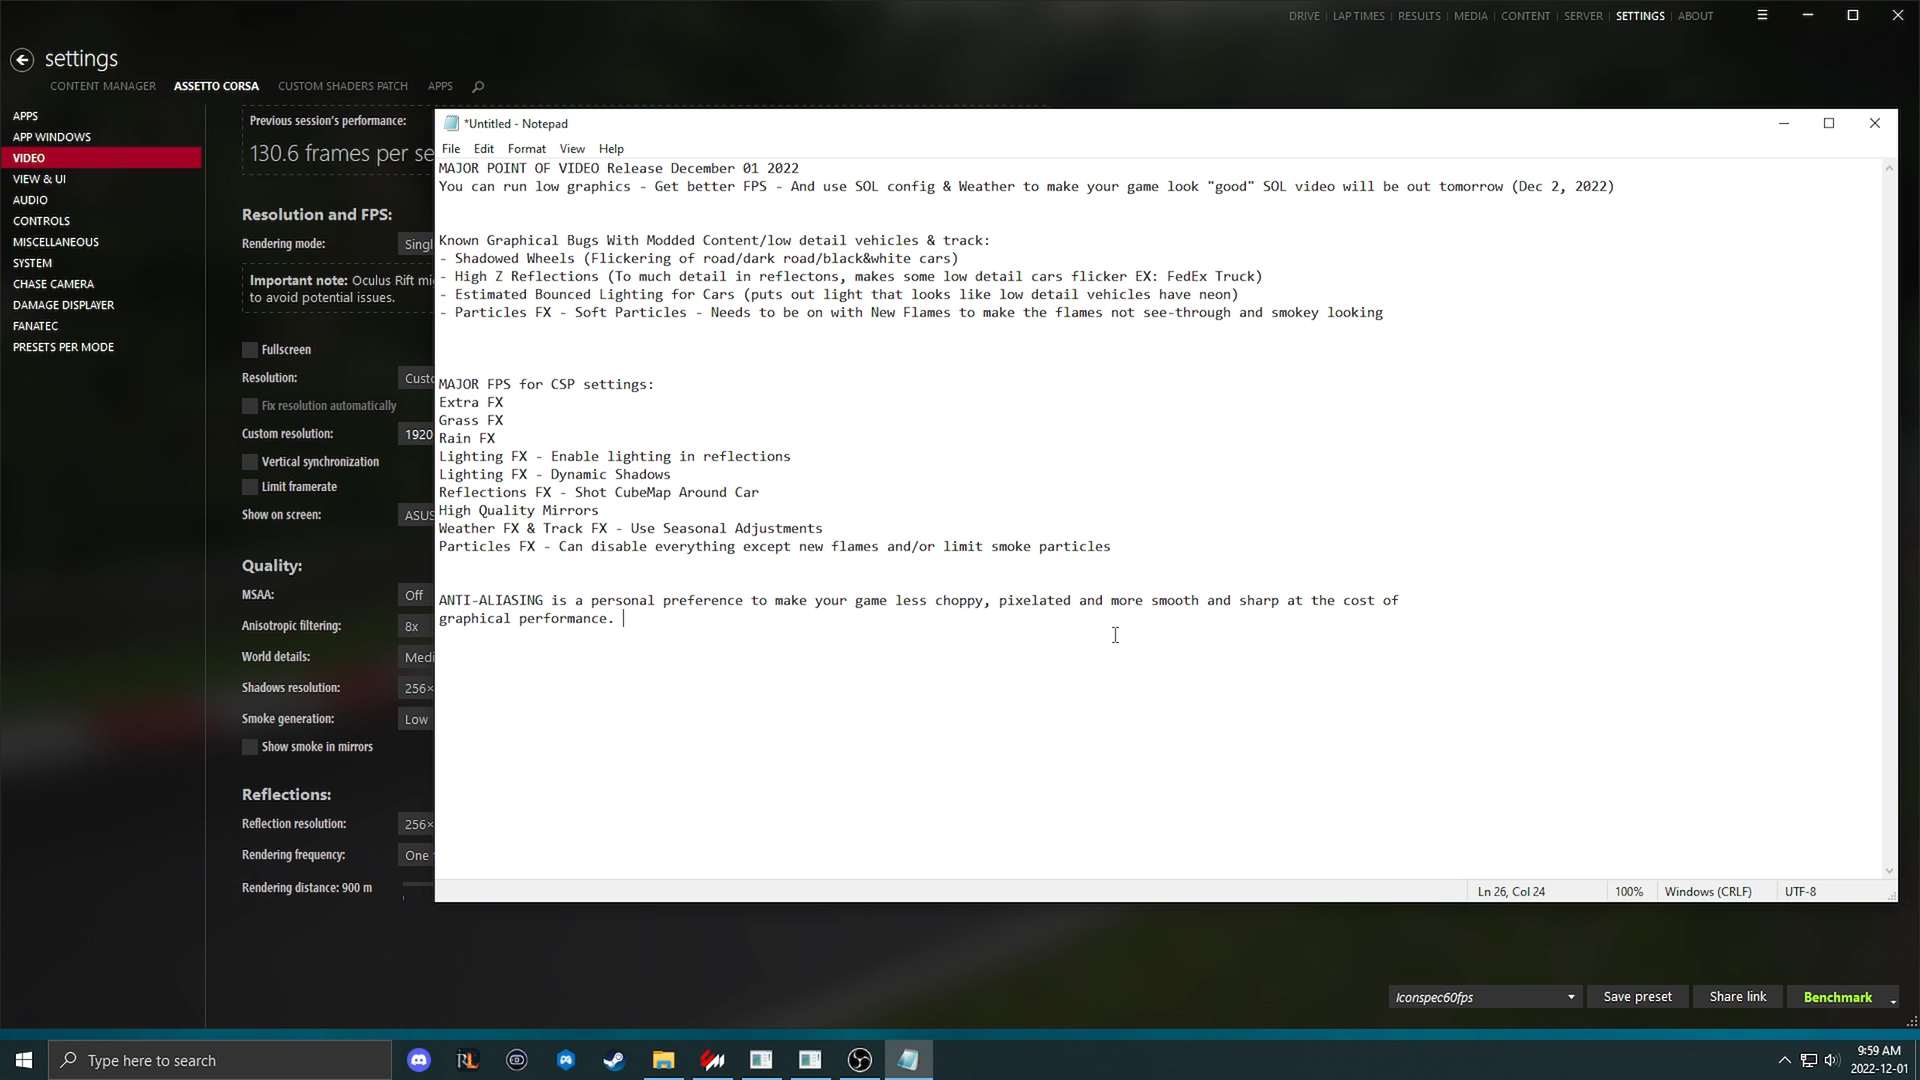 DRIVE | LAP TIMES | RESULTS | MEDIA | CONTENT | SERVER | SETTINGS | ABOUT
settings
CONTENT MANAGER ASSETTO CORSA CUSTOM SHADERS PATCH APPS
APPS
APP WINDOWS
VIDEO
VIEW & UI
AUDIO
CONTROLS
MISCELLANEOUS
SYSTEM
CHASE CAMERA
DAMAGE DISPLAYER
FANATEC
PRESETS PER MODE
Previous session's performance:
130.6 frames per se
Resolution and FPS:
Rendering mode: Singl
Important note: Oculus Rift mi
to avoid potential issues.
Fullscreen
Resolution: Custo
Fix resolution automatically
Custom resolution: 1920
Vertical synchronization
Limit framerate
Show on screen: ASUS
Quality:
MSAA: Off
Anisotropic filtering: 8x
World details: Medi
Shadows resolution: 256×
Smoke generation: Low
Show smoke in mirrors
Reflections:
Reflection resolution: 256×
Rendering frequency: One
Rendering distance: 900 m
*Untitled - Notepad
File Edit Format View Help
MAJOR POINT OF VIDEO Release December 01 2022
You can run low graphics - Get better FPS - And use SOL config & Weather to make your game look "good" SOL video will be out tomorrow (Dec 2, 2022)
Known Graphical Bugs With Modded Content/low detail vehicles & track:
- Shadowed Wheels (Flickering of road/dark road/black&white cars)
- High Z Reflections (To much detail in reflectons, makes some low detail cars flicker EX: FedEx Truck)
- Estimated Bounced Lighting for Cars (puts out light that looks like low detail vehicles have neon)
- Particles FX - Soft Particles - Needs to be on with New Flames to make the flames not see-through and smokey looking
MAJOR FPS for CSP settings:
Extra FX
Grass FX
Rain FX
Lighting FX - Enable lighting in reflections
Lighting FX - Dynamic Shadows
Reflections FX - Shot CubeMap Around Car
High Quality Mirrors
Weather FX & Track FX - Use Seasonal Adjustments
Particles FX - Can disable everything except new flames and/or limit smoke particles
ANTI-ALIASING is a personal preference to make your game less choppy, pixelated and more smooth and sharp at the cost of
graphical performance.
Ln 26, Col 24 100% Windows (CRLF) UTF-8
Iconspec60fps Save preset Share link Benchmark
Type here to search
RL
9:59 AM
2022-12-01